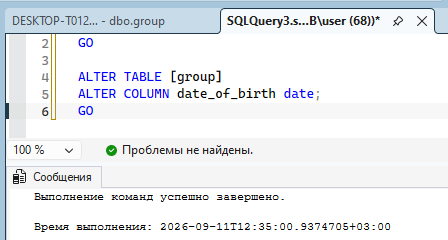 DESKTOP-T012... - dbo.group
SQLQuery3.s...B\user (68))*
2 GO
4 ALTER TABLE [group]
5 ALTER COLUMN date_of_birth date;
6 GO
100 %
Проблемы не найдены.
Сообщения
Выполнение команд успешно завершено.
Время выполнения: 2026-09-11T12:35:00.9374705+03:00